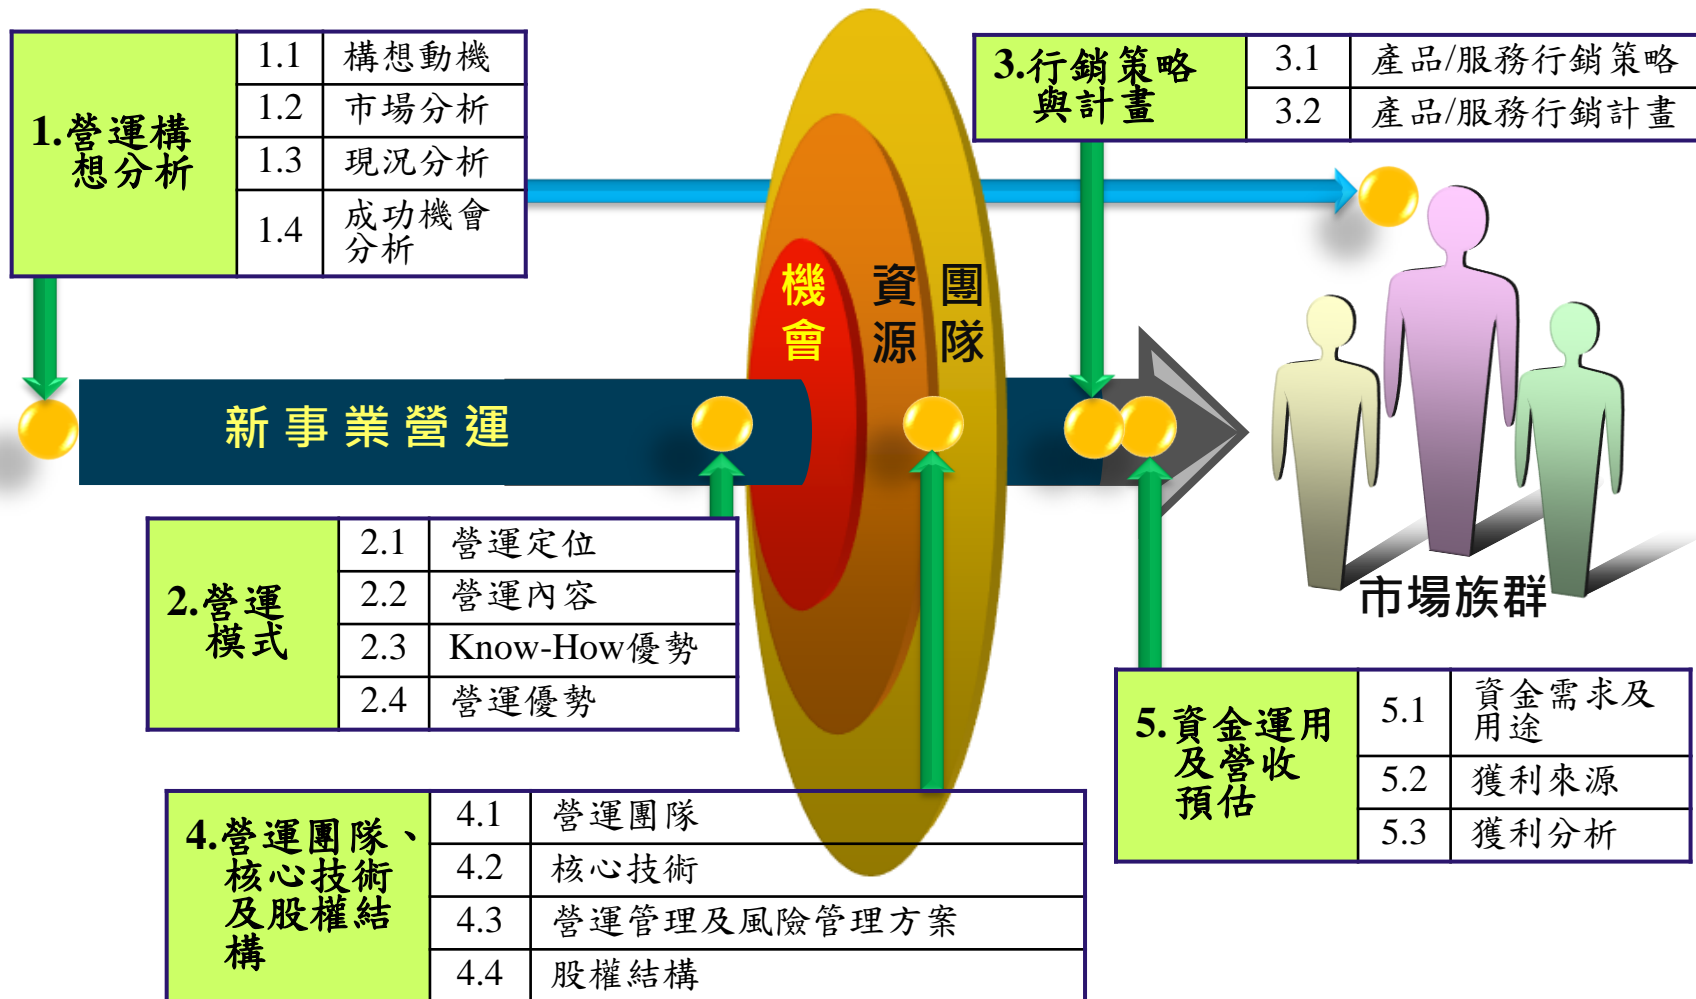 1.營運構
想分析
1.1 構想動機
1.2 市場分析
1.3 現況分析
1.4 成功機會
分析
3.行銷策略
與計畫
3.1 產品/服務行銷策略
3.2 產品/服務行銷計畫
機會
資源
團隊
新事業營運
市場族群
2.營運
模式
2.1 營運定位
2.2 營運內容
2.3 Know-How優勢
2.4 營運優勢
5.資金運用
及營收
預估
5.1 資金需求及
用途
5.2 獲利來源
5.3 獲利分析
4.營運團隊、
核心技術
及股權結
構
4.1 營運團隊
4.2 核心技術
4.3 營運管理及風險管理方案
4.4 股權結構